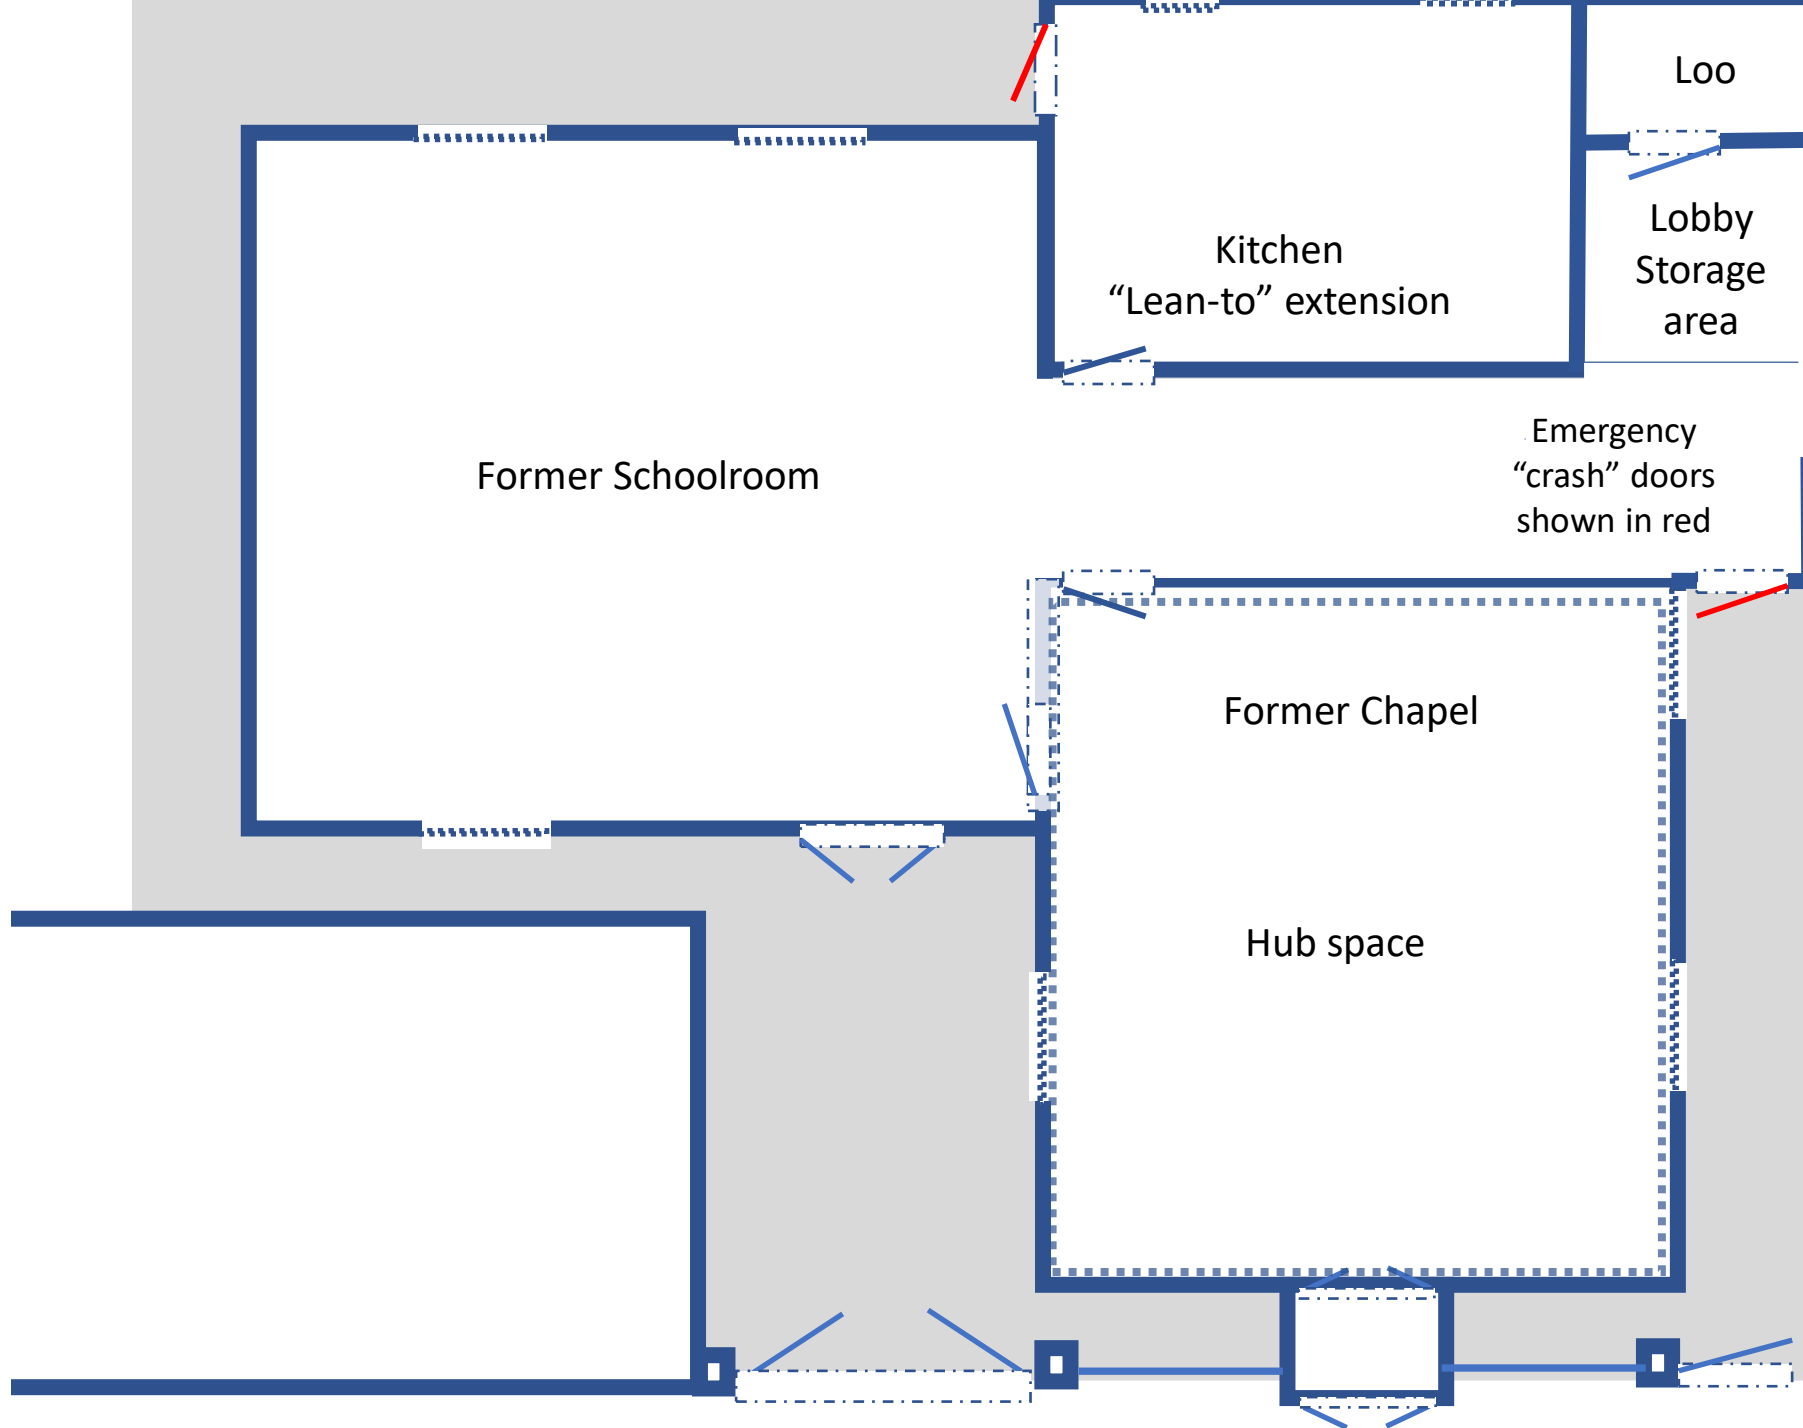 Loo
Lobby
Storage
area
Kitchen
“Lean-to” extension
Emergency
“crash” doors
shown in red
Former Schoolroom
Former Chapel
Hub space